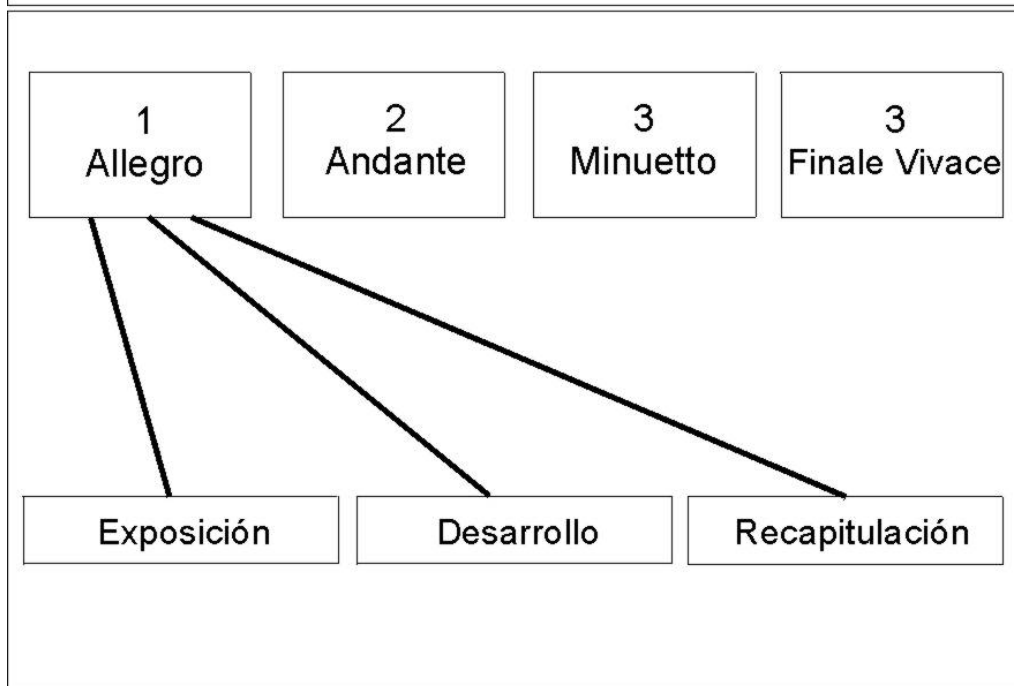 1
Allegro
2
Andante
3
Minuetto
3
Finale Vivace
Exposición
Desarrollo
Recapitulación